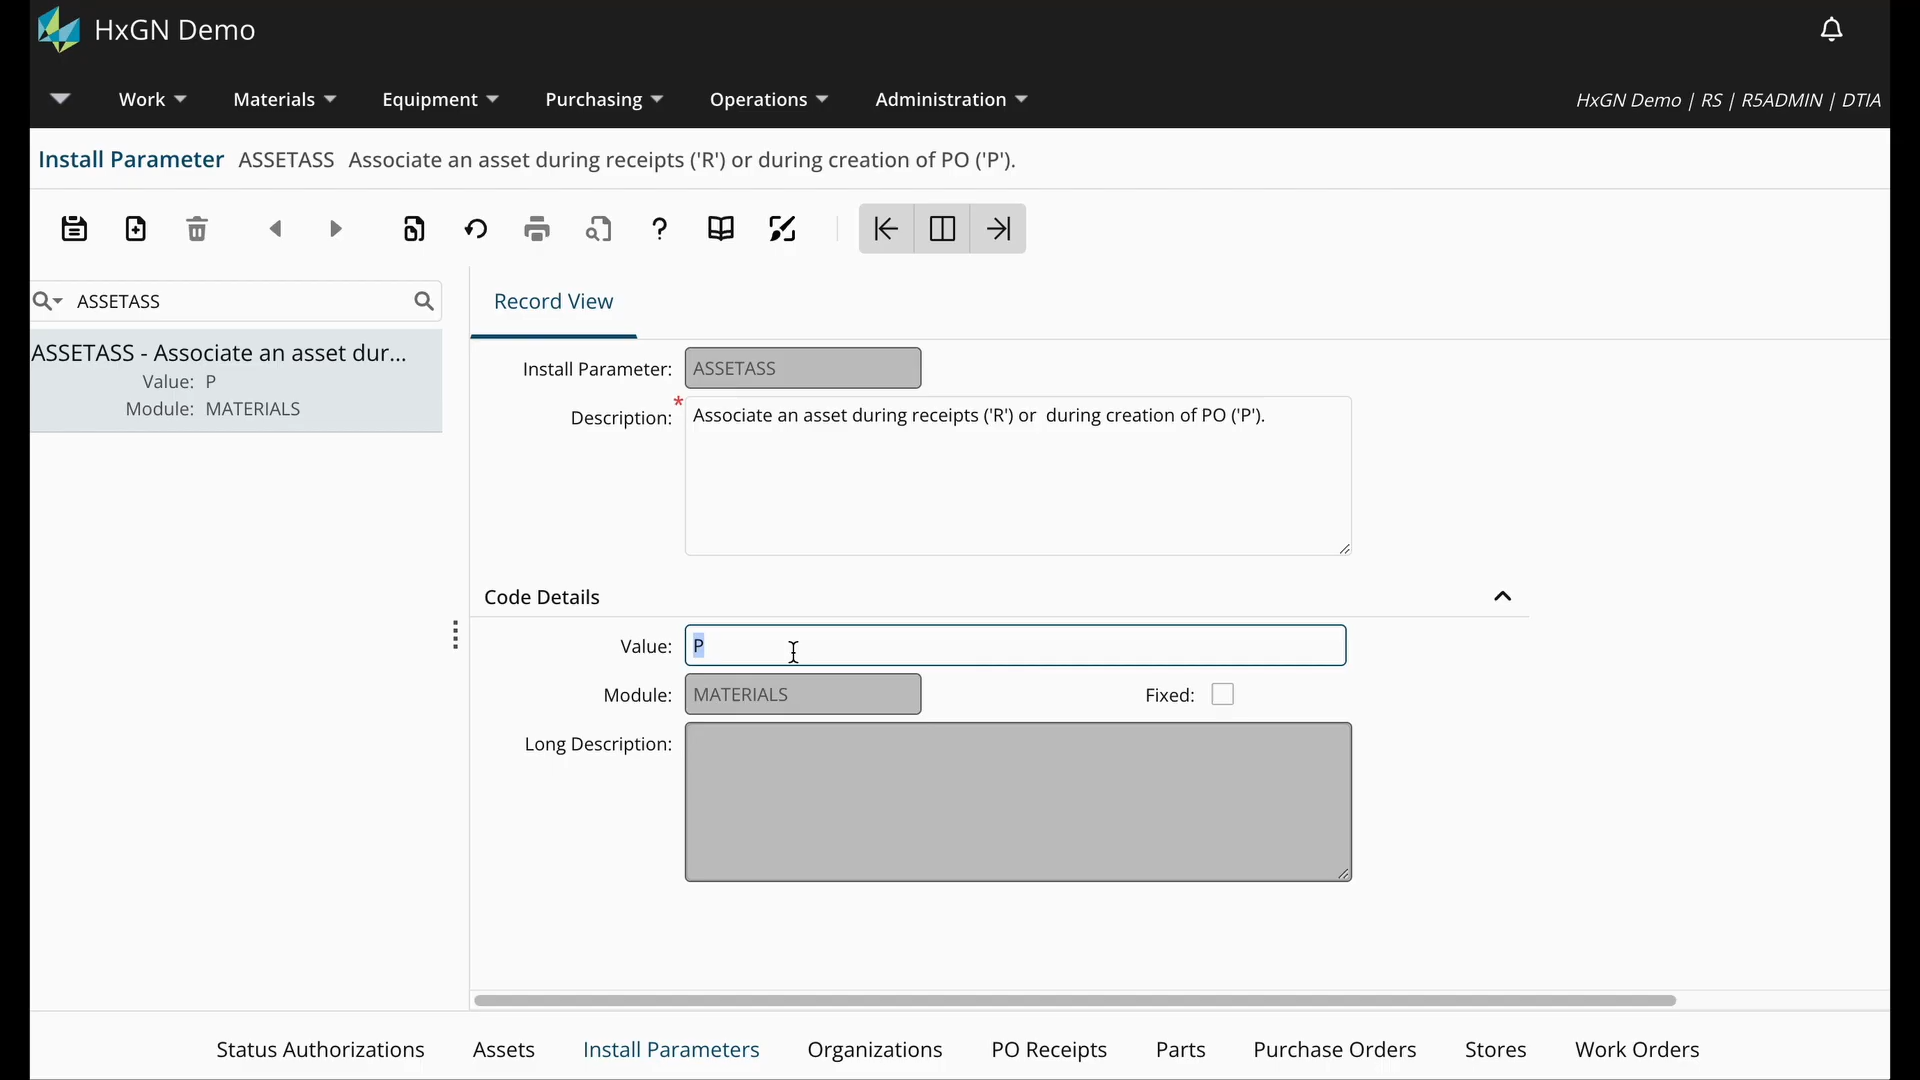 HxGN Demo
Work Materials Equipment Purchasing Operations Administration HxGN Demo | RS | R5ADMIN | DTIA
Install Parameter ASSETASS Associate an asset during receipts ('R') or during creation of PO ('P').
ASSETASS
ASSETASS - Associate an asset dur...
Value: P
Module: MATERIALS
Record View
Install Parameter: ASSETASS
Description: * Associate an asset during receipts ('R') or during creation of PO ('P').
Code Details
Value: P
Module: MATERIALS Fixed:
Long Description:
Status Authorizations Assets Install Parameters Organizations PO Receipts Parts Purchase Orders Stores Work Orders